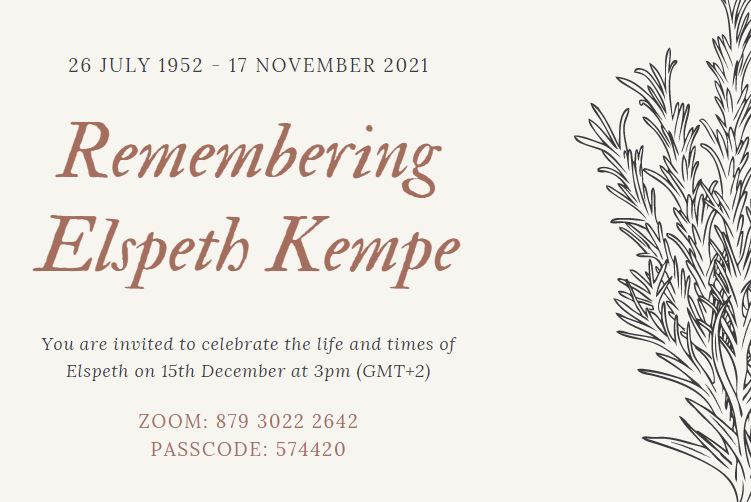 26 JULY 1952 - 17 NOVEMBER 2021
Remembering
Elspeth Kempe
You are invited to celebrate the life and times of
Elspeth on 15th December at 3pm (GMT+2)
ZOOM: 879 3022 2642
PASSCODE: 574420